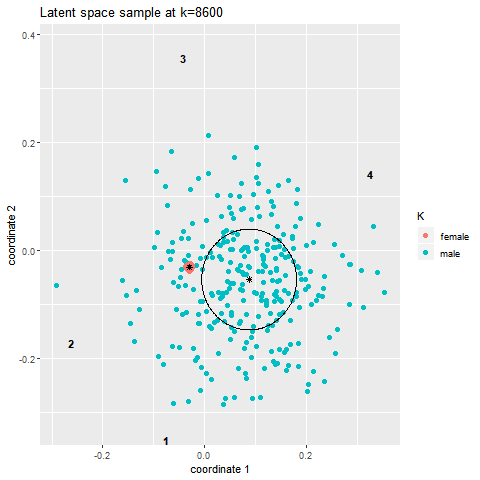 Latent space sample at k=8600
0.4
0.2
0.0
-0.2
coordinate 2
3
4
2
1
-0.2
0.0
0.2
coordinate 1
K
female
male